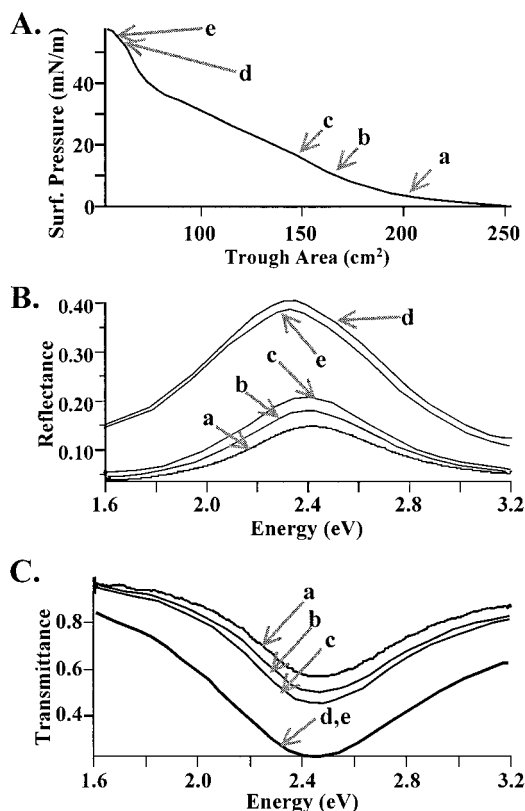 A.
Surf. Pressure (mN/m)
40
20
0
e
d
c
b
a
100
150
200
250
Trough Area (cm²)
B.
Reflectance
0.40
0.30
0.20
0.10
d
e
c
b
a
1.6
2.0
2.4
2.8
3.2
Energy (eV)
C.
Transmittance
0.8
0.6
0.4
a
b
c
d,e
1.6
2.0
2.4
2.8
3.2
Energy (eV)